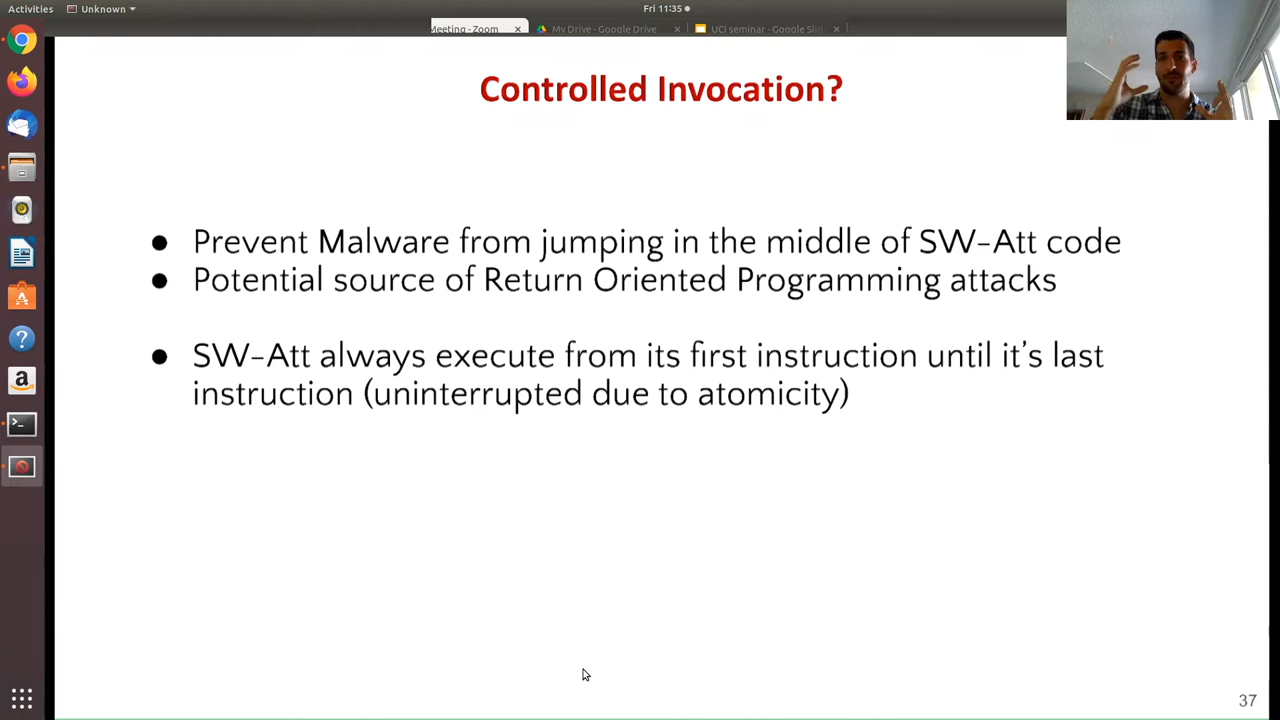 Activities Unknown Fri 11:35
Meeting - Zoom My Drive - Google Drive UCI seminar - Google Slid
Controlled Invocation?
● Prevent Malware from jumping in the middle of SW-Att code
● Potential source of Return Oriented Programming attacks
● SW-Att always execute from its first instruction until it's last
instruction (uninterrupted due to atomicity)
37